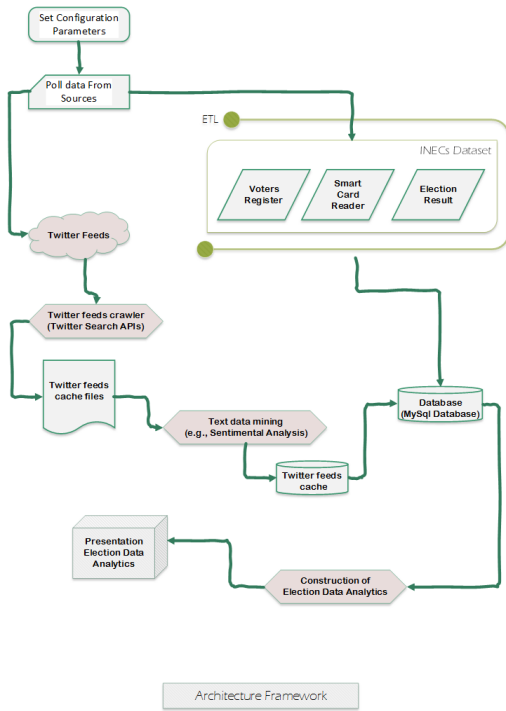 Set Configuration
Parameters
Poll data From
Sources
ETL
INECs Dataset
Voters
Register
Smart
Card
Reader
Election
Result
Twitter Feeds
Twitter feeds crawler
(Twitter Search APIs)
Twitter feeds
cache files
Database
(MySql Database)
Text data mining
(e.g., Sentimental Analysis)
Twitter feeds
cache
Presentation
Election Data
Analytics
Construction of
Election Data Analytics
Architecture Framework